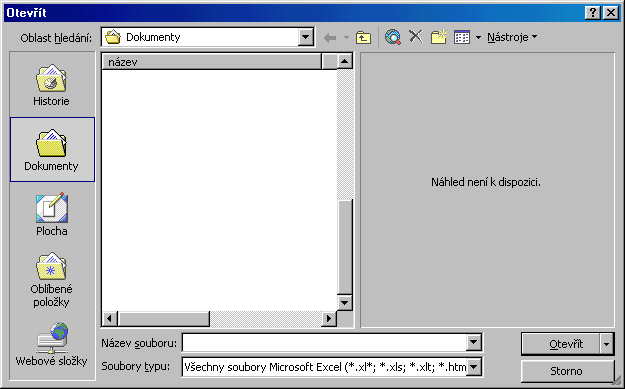 Otevřít
Oblast hledání: Dokumenty Nástroje
název
Historie
Dokumenty
Plocha
Oblíbené
položky
Webové složky
Náhled není k dispozici.
Název souboru: Otevřít
Soubory typu: Všechny soubory Microsoft Excel (*.xl*; *.xls; *.xlt; *.htm Storno